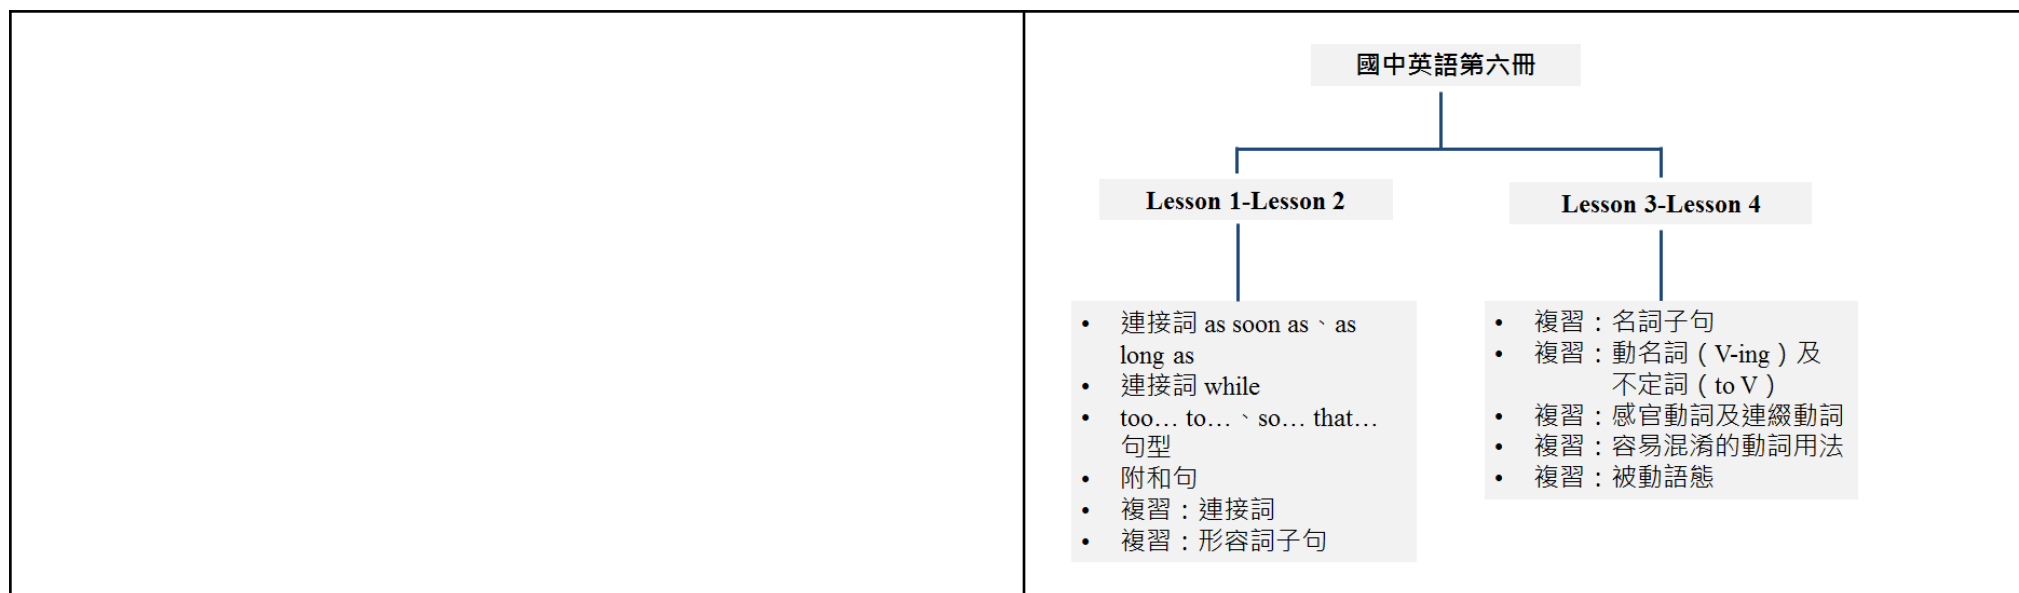 國中英語第六冊
Lesson 1-Lesson 2
• 連接詞 as soon as、as
long as
• 連接詞 while
• too… to…、so… that…
句型
• 附和句
• 複習：連接詞
• 複習：形容詞子句
Lesson 3-Lesson 4
• 複習：名詞子句
• 複習：動名詞（V-ing）及
不定詞（to V）
• 複習：感官動詞及連綴動詞
• 複習：容易混淆的動詞用法
• 複習：被動語態